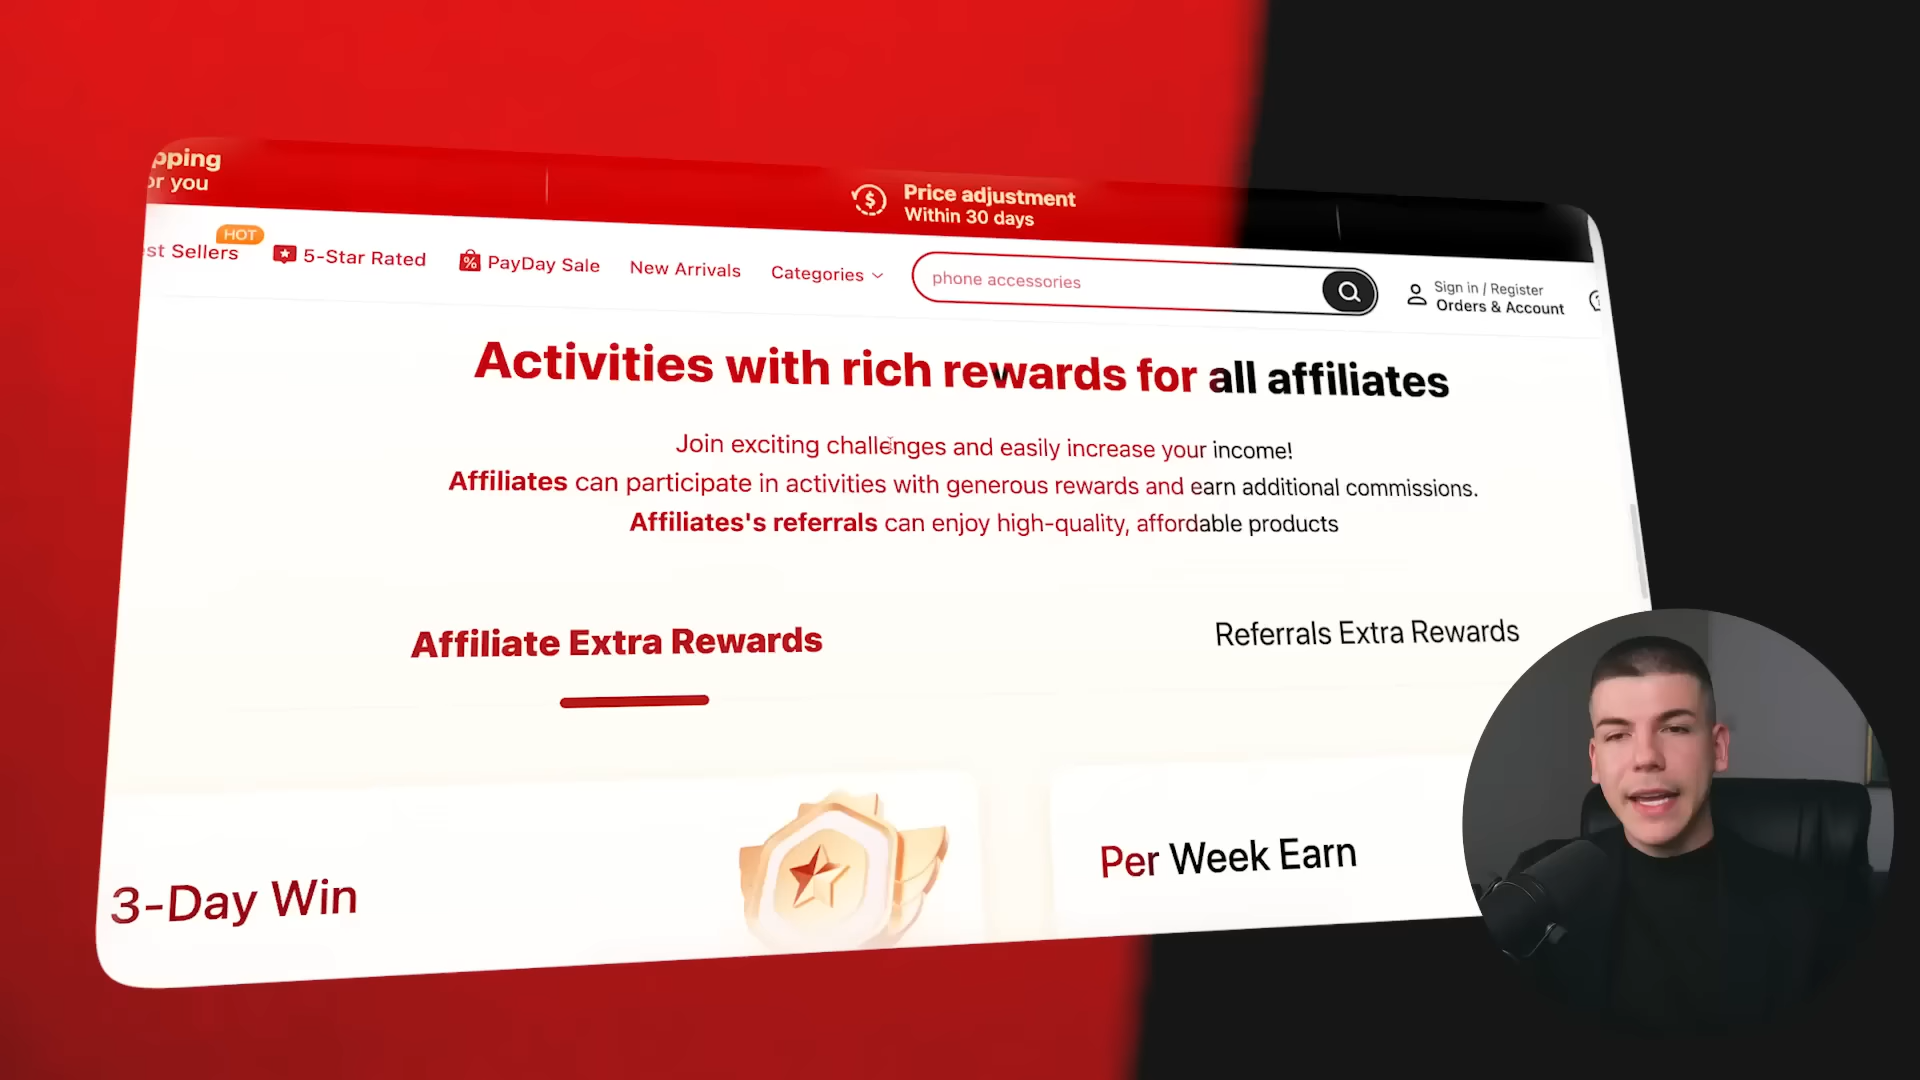 pping
or you
Price adjustment
Within 30 days
HOT
st Sellers
5-Star Rated
PayDay Sale
New Arrivals
Categories
phone accessories
Sign in / Register
Orders & Account
Activities with rich rewards for all affiliates
Join exciting challenges and easily increase your income!
Affiliates can participate in activities with generous rewards and earn additional commissions.
Affiliates's referrals can enjoy high-quality, affordable products
Affiliate Extra Rewards
Referrals Extra Rewards
3-Day Win
Per Week Earn